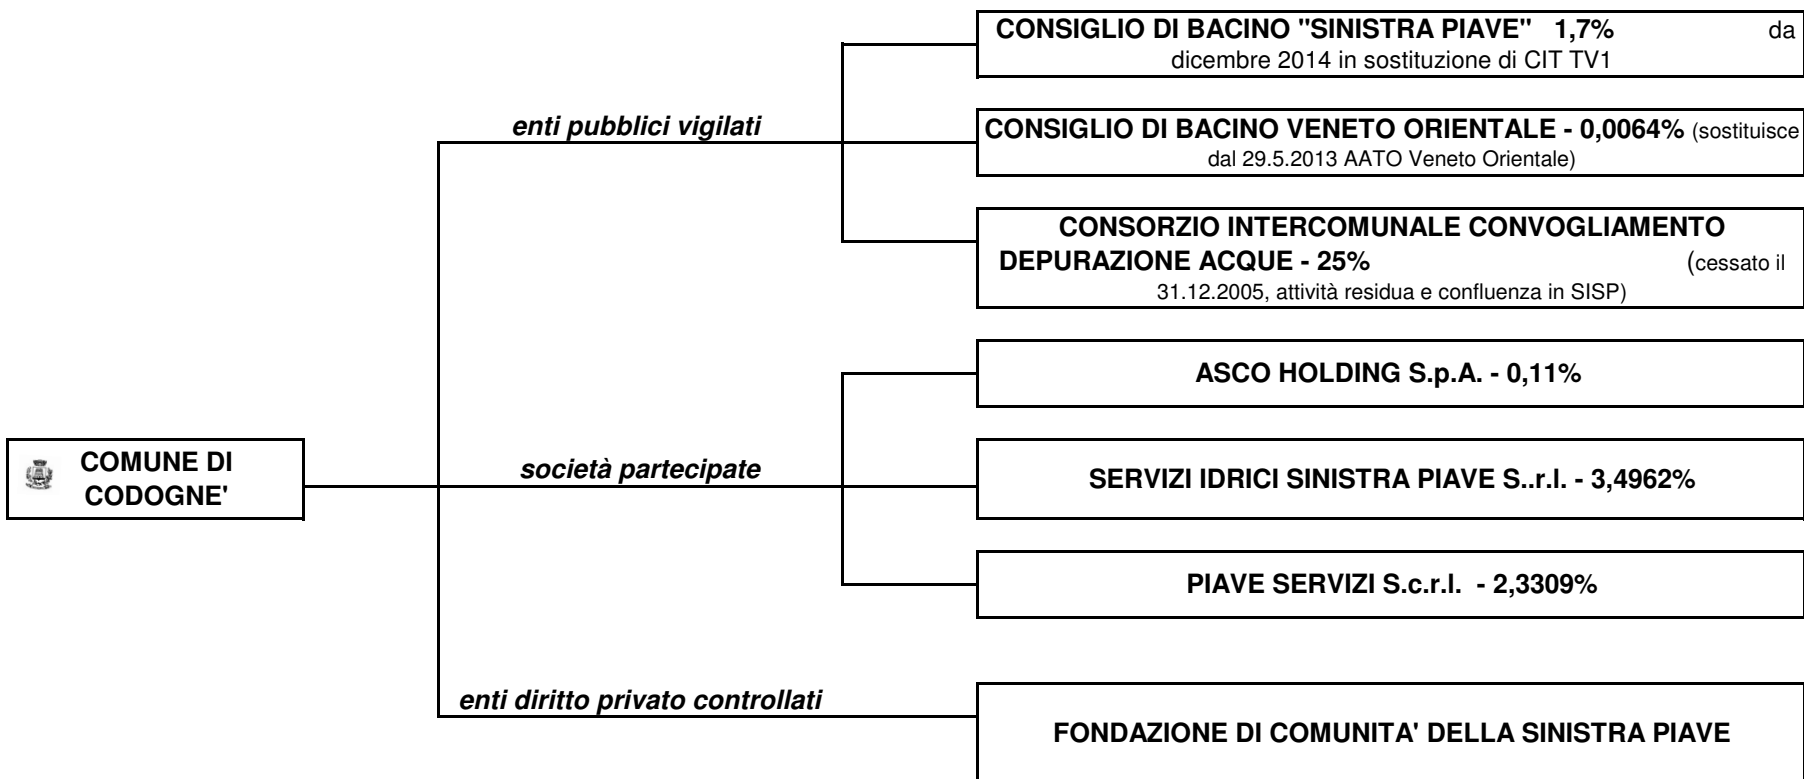 CONSIGLIO DI BACINO "SINISTRA PIAVE" 1,7% da
dicembre 2014 in sostituzione di CIT TV1
enti pubblici vigilati
CONSIGLIO DI BACINO VENETO ORIENTALE - 0,0064% (sostituisce
dal 29.5.2013 AATO Veneto Orientale)
CONSORZIO INTERCOMUNALE CONVOGLIAMENTO
DEPURAZIONE ACQUE - 25% (cessato il
31.12.2005, attività residua e confluenza in SISP)
ASCO HOLDING S.p.A. - 0,11%
COMUNE DI
CODOGNE'
società partecipate
SERVIZI IDRICI SINISTRA PIAVE S..r.l. - 3,4962%
PIAVE SERVIZI S.c.r.l. - 2,3309%
enti diritto privato controllati
FONDAZIONE DI COMUNITA' DELLA SINISTRA PIAVE